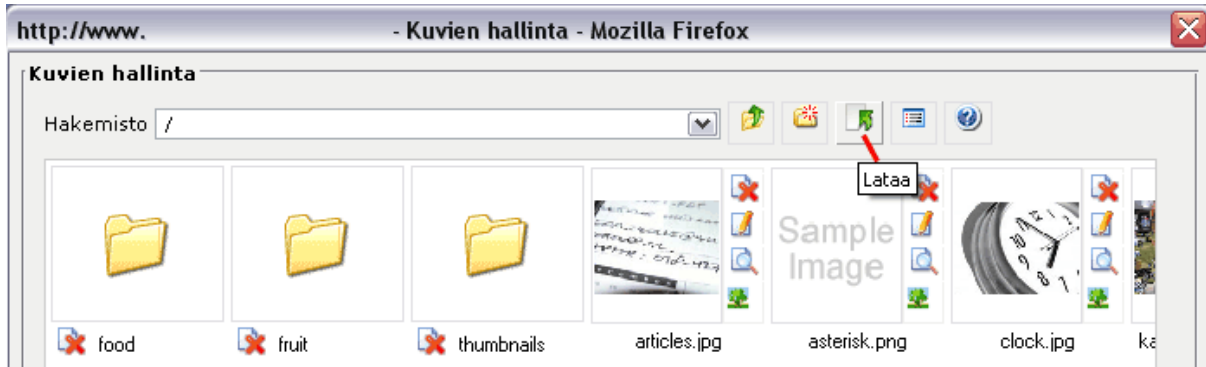 http://www. - Kuvien hallinta - Mozilla Firefox
Kuvien hallinta
Hakemisto /
Lataa
Sample
Image
food fruit thumbnails articles.jpg asterisk.png clock.jpg ka